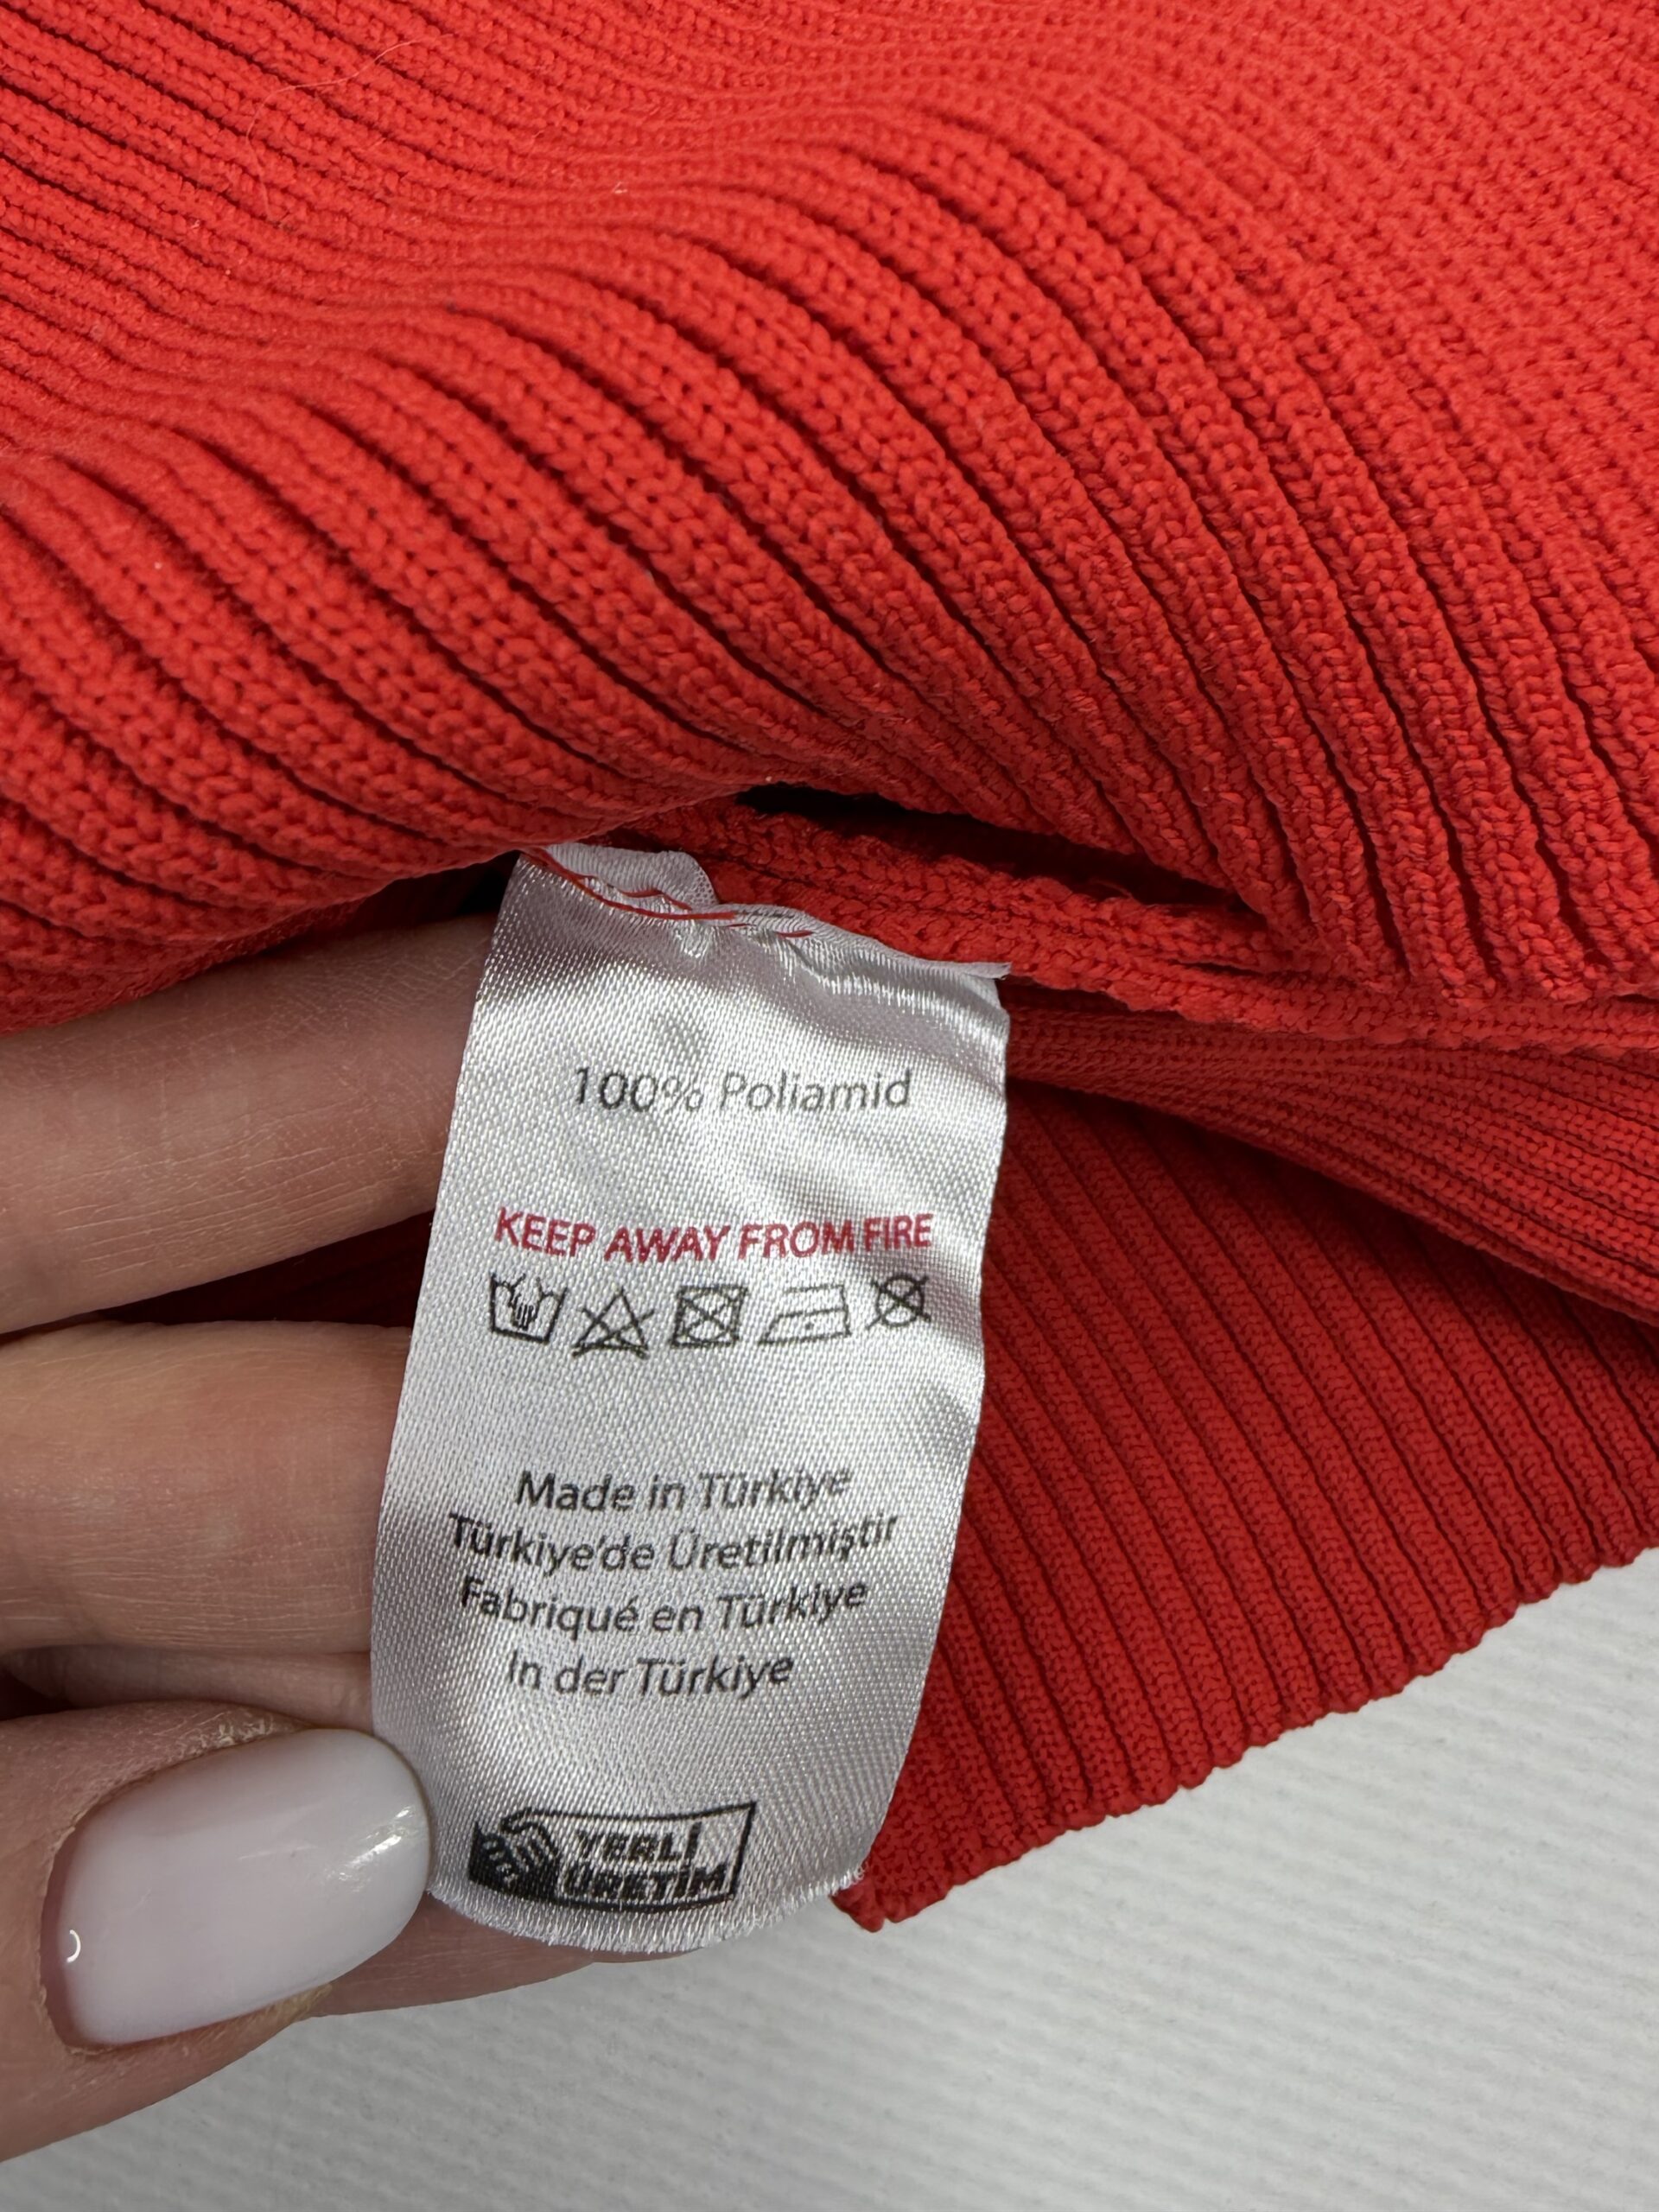 100% Poliamid
KEEP AWAY FROM FIRE
Made in Türkiye
Türkiye'de Üretilmiştir
Fabriqué en Türkiye
In der Türkiye
YERLİ
ÜRETİM